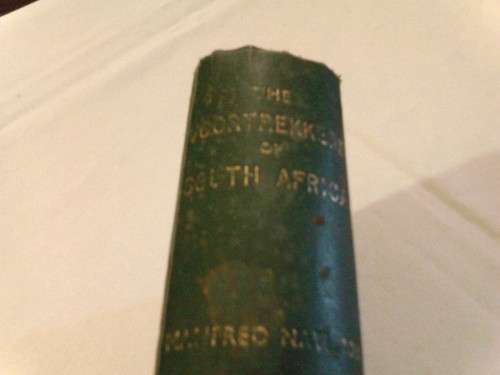 THE
VOORTREKKERS
OF
SOUTH AFRICA
MANFRED NATHAN